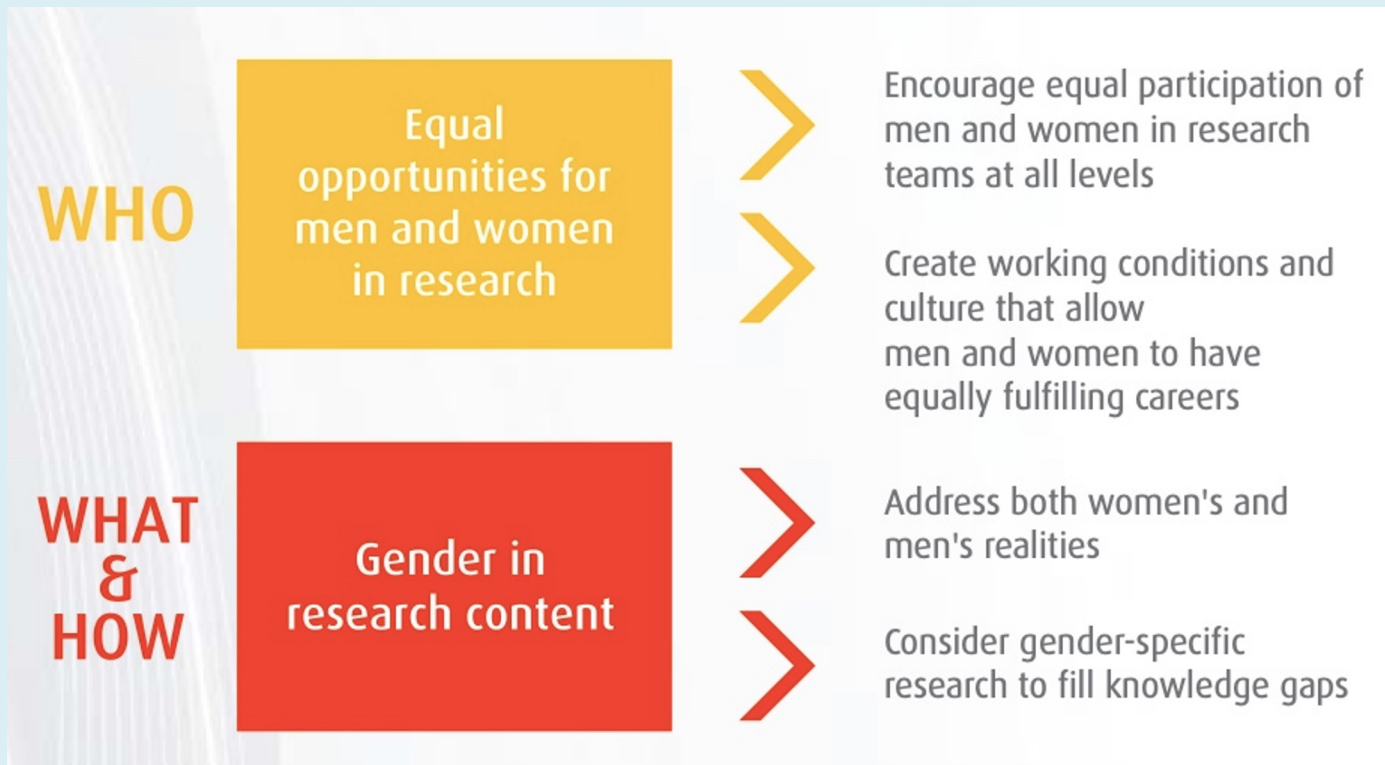 WHO
Equal
opportunities for
men and women
in research
Encourage equal participation of
men and women in research
teams at all levels
Create working conditions and
culture that allow
men and women to have
equally fulfilling careers
WHAT
&
HOW
Gender in
research content
Address both women's and
men's realities
Consider gender-specific
research to fill knowledge gaps